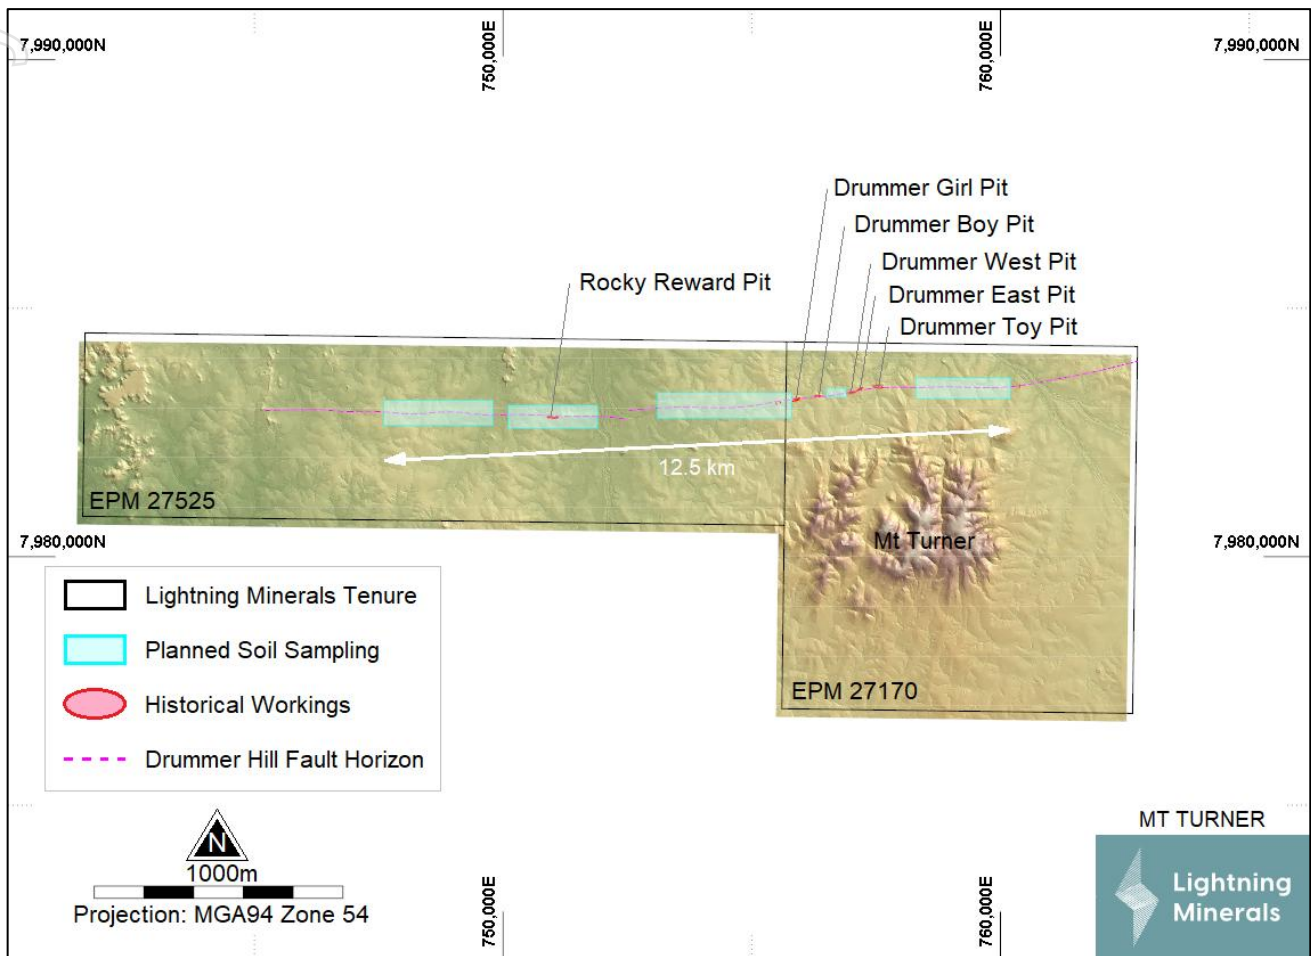 750,000E
760,000E
7,990,000N
7,990,000N
Drummer Girl Pit
Drummer Boy Pit
Drummer West Pit
Rocky Reward Pit
Drummer East Pit
Drummer Toy Pit
12.5 km
EPM 27525
7,980,000N
Mt Turner
7,980,000N
EPM 27170
Lightning Minerals Tenure
Planned Soil Sampling
Historical Workings
Drummer Hill Fault Horizon
N
1000m
Projection: MGA94 Zone 54
750,000E
760,000E
MT TURNER
Lightning
Minerals